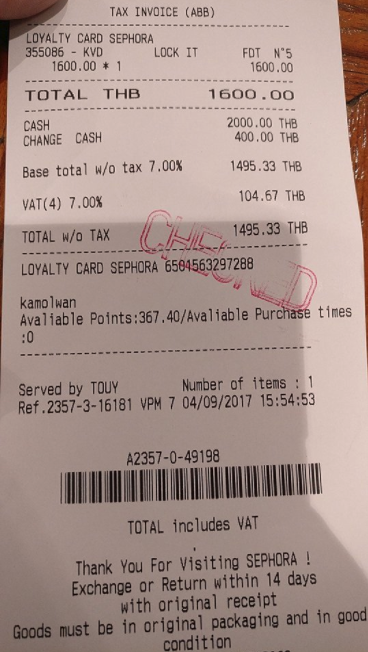 TAX INVOICE (ABB)
LOYALTY CARD SEPHORA
355086 - KVD LOCK IT FDT N°5
1600.00 * 1 1600.00
TOTAL THB 1600.00
CASH 2000.00 THB
CHANGE CASH 400.00 THB
Base total w/o tax 7.00% 1495.33 THB
VAT(4) 7.00% 104.67 THB
TOTAL w/o TAX 1495.33 THB
CHECKED
LOYALTY CARD SEPHORA 6501563297288
kamolwan
Avaliable Points:367.40/Avaliable Purchase times
:0
Served by TOUY Number of items : 1
Ref.2357-3-16181 VPM 7 04/09/2017 15:54:53
A2357-0-49198
TOTAL includes VAT
Thank You For Visiting SEPHORA !
Exchange or Return within 14 days
with original receipt
Goods must be in original packaging and in good
condition